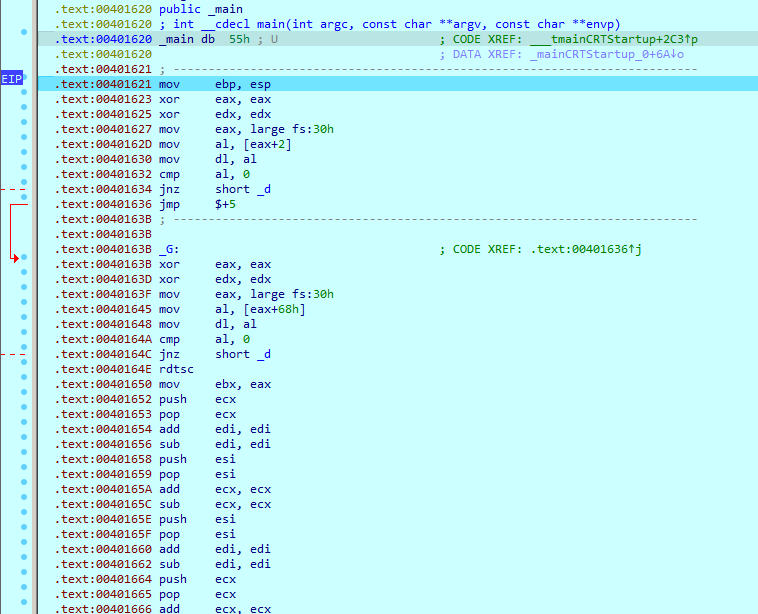 .text:00401620 public _main
.text:00401620 ; int __cdecl main(int argc, const char **argv, const char **envp)
.text:00401620 _main db  55h ; U                       ; CODE XREF: ___tmainCRTStartup+2C3↑p
.text:00401620                                         ; DATA XREF: _mainCRTStartup_0+6A↓o
.text:00401621 ; ---------------------------------------------------------------------------
EIP .text:00401621 mov     ebp, esp
.text:00401623 xor     eax, eax
.text:00401625 xor     edx, edx
.text:00401627 mov     eax, large fs:30h
.text:0040162D mov     al, [eax+2]
.text:00401630 mov     dl, al
.text:00401632 cmp     al, 0
.text:00401634 jnz     short _d
.text:00401636 jmp     $+5
.text:0040163B ; ---------------------------------------------------------------------------
.text:0040163B
.text:0040163B _G:                                     ; CODE XREF: .text:00401636↑j
.text:0040163B xor     eax, eax
.text:0040163D xor     edx, edx
.text:0040163F mov     eax, large fs:30h
.text:00401645 mov     al, [eax+68h]
.text:00401648 mov     dl, al
.text:0040164A cmp     al, 0
.text:0040164C jnz     short _d
.text:0040164E rdtsc
.text:00401650 mov     ebx, eax
.text:00401652 push    ecx
.text:00401653 pop     ecx
.text:00401654 add     edi, edi
.text:00401656 sub     edi, edi
.text:00401658 push    esi
.text:00401659 pop     esi
.text:0040165A add     ecx, ecx
.text:0040165C sub     ecx, ecx
.text:0040165E push    esi
.text:0040165F pop     esi
.text:00401660 add     edi, edi
.text:00401662 sub     edi, edi
.text:00401664 push    ecx
.text:00401665 pop     ecx
.text:00401666 add     ecx, ecx